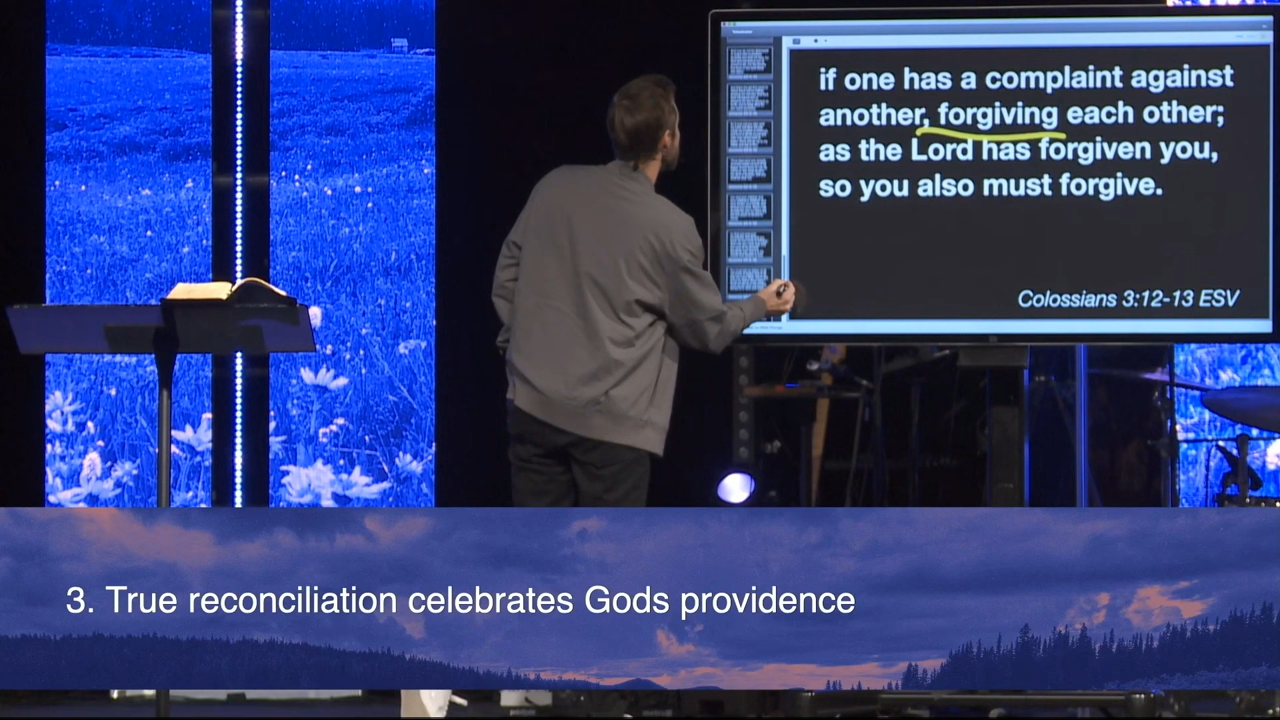 if one has a complaint against
another, forgiving each other;
as the Lord has forgiven you,
so you also must forgive.
Colossians 3:12-13 ESV
3. True reconciliation celebrates Gods providence